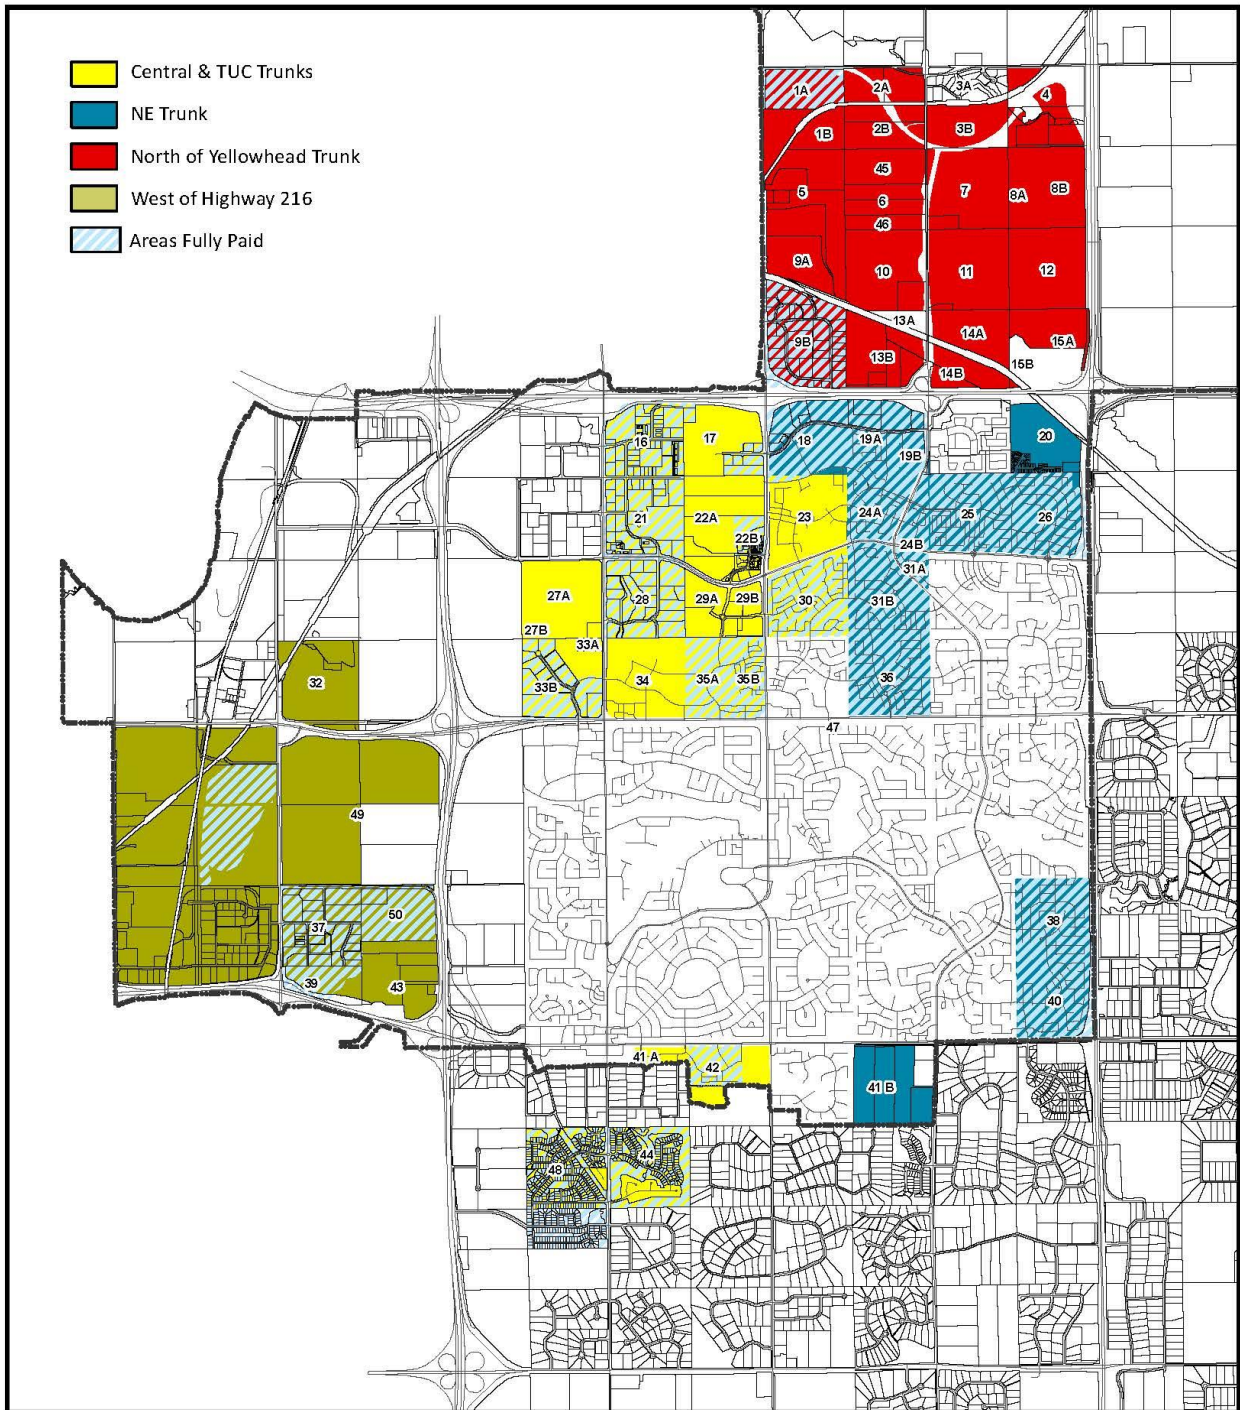 Central & TUC Trunks
NE Trunk
North of Yellowhead Trunk
West of Highway 216
Areas Fully Paid
1A
2A
3A
4
1B
2B
3B
45
5
6
7
8A
8B
46
9A
10
11
12
13A
14A
15A
9B
13B
14B
15B
16
17
18
19A
19B
20
21
22A
22B
23
24A
24B
25
26
27A
27B
28
29A
29B
30
31A
31B
32
33A
33B
34
35A
35B
36
47
49
37
50
38
39
43
40
41 A
42
41 B
48
44